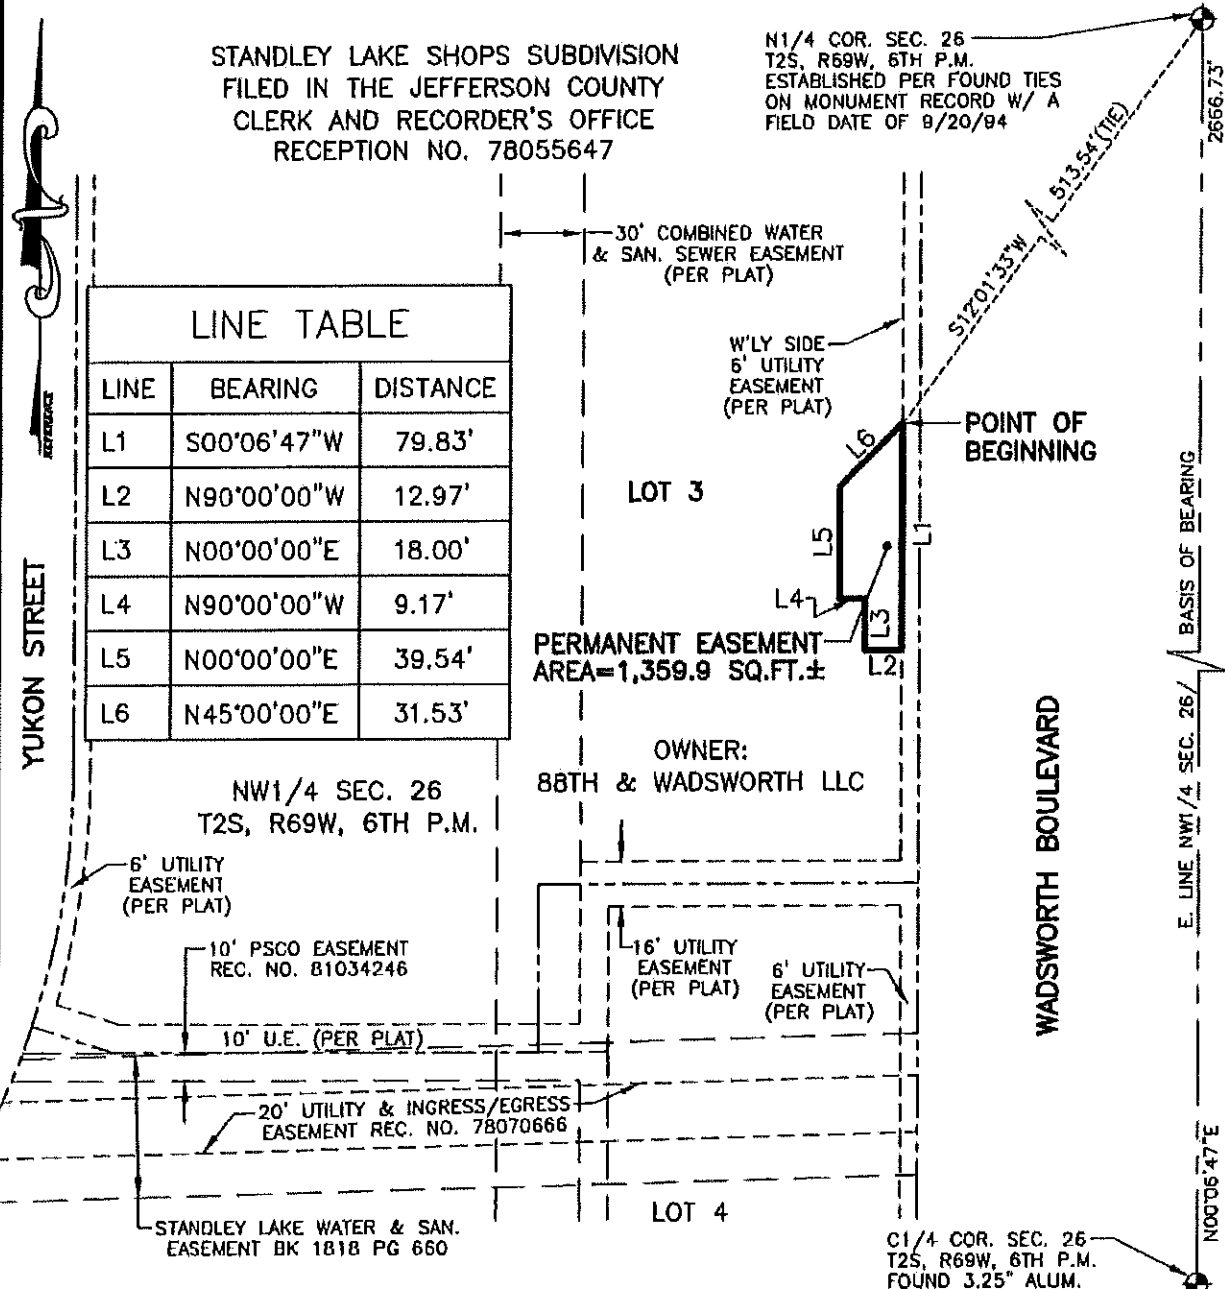 STANDLEY LAKE SHOPS SUBDIVISION
FILED IN THE JEFFERSON COUNTY
CLERK AND RECORDER'S OFFICE
RECEPTION NO. 78055647
N1/4 COR. SEC. 26
T2S, R69W, 6TH P.M.
ESTABLISHED PER FOUND TIES
ON MONUMENT RECORD W/ A
FIELD DATE OF 9/20/94
2666.73'
513.54'(TIE)
S12°01'33"W
30' COMBINED WATER
& SAN. SEWER EASEMENT
(PER PLAT)
W'LY SIDE
6' UTILITY
EASEMENT
(PER PLAT)
POINT OF
BEGINNING
REFERENCE
LINE TABLE
LINE BEARING DISTANCE
L1 S00°06'47"W 79.83'
L2 N90°00'00"W 12.97'
L3 N00°00'00"E 18.00'
L4 N90°00'00"W 9.17'
L5 N00°00'00"E 39.54'
L6 N45°00'00"E 31.53'
LOT 3
L6
L5
L1
L4
L3
L2
PERMANENT EASEMENT
AREA=1,359.9 SQ.FT.±
YUKON STREET
OWNER:
88TH & WADSWORTH LLC
NW1/4 SEC. 26
T2S, R69W, 6TH P.M.
WADSWORTH BOULEVARD
E. LINE NW1/4 SEC. 26/ BASIS OF BEARING
6' UTILITY
EASEMENT
(PER PLAT)
10' PSCO EASEMENT
REC. NO. 81034246
16' UTILITY
EASEMENT
(PER PLAT)
6' UTILITY
EASEMENT
(PER PLAT)
10' U.E. (PER PLAT)
20' UTILITY & INGRESS/EGRESS
EASEMENT REC. NO. 78070666
LOT 4
STANDLEY LAKE WATER & SAN.
EASEMENT BK 1818 PG 660
N00°06'47"E
C1/4 COR. SEC. 26
T2S, R69W, 6TH P.M.
FOUND 3.25" ALUM.